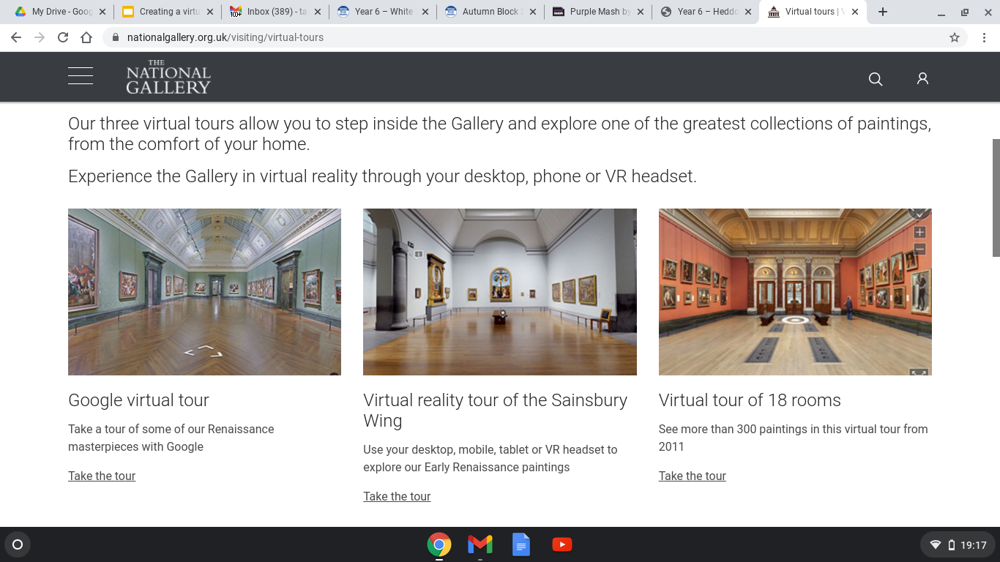 My Drive - Goog
Creating a virtu
Inbox (389) - ta
Year 6 – White
Autumn Block
Purple Mash by
Year 6 – Heddo
Virtual tours | V
nationalgallery.org.uk/visiting/virtual-tours
THE
NATIONAL
GALLERY
Our three virtual tours allow you to step inside the Gallery and explore one of the greatest collections of paintings,
from the comfort of your home.
Experience the Gallery in virtual reality through your desktop, phone or VR headset.
Google virtual tour
Take a tour of some of our Renaissance
masterpieces with Google
Take the tour
Virtual reality tour of the Sainsbury
Wing
Use your desktop, mobile, tablet or VR headset to
explore our Early Renaissance paintings
Take the tour
Virtual tour of 18 rooms
See more than 300 paintings in this virtual tour from
2011
Take the tour
19:17